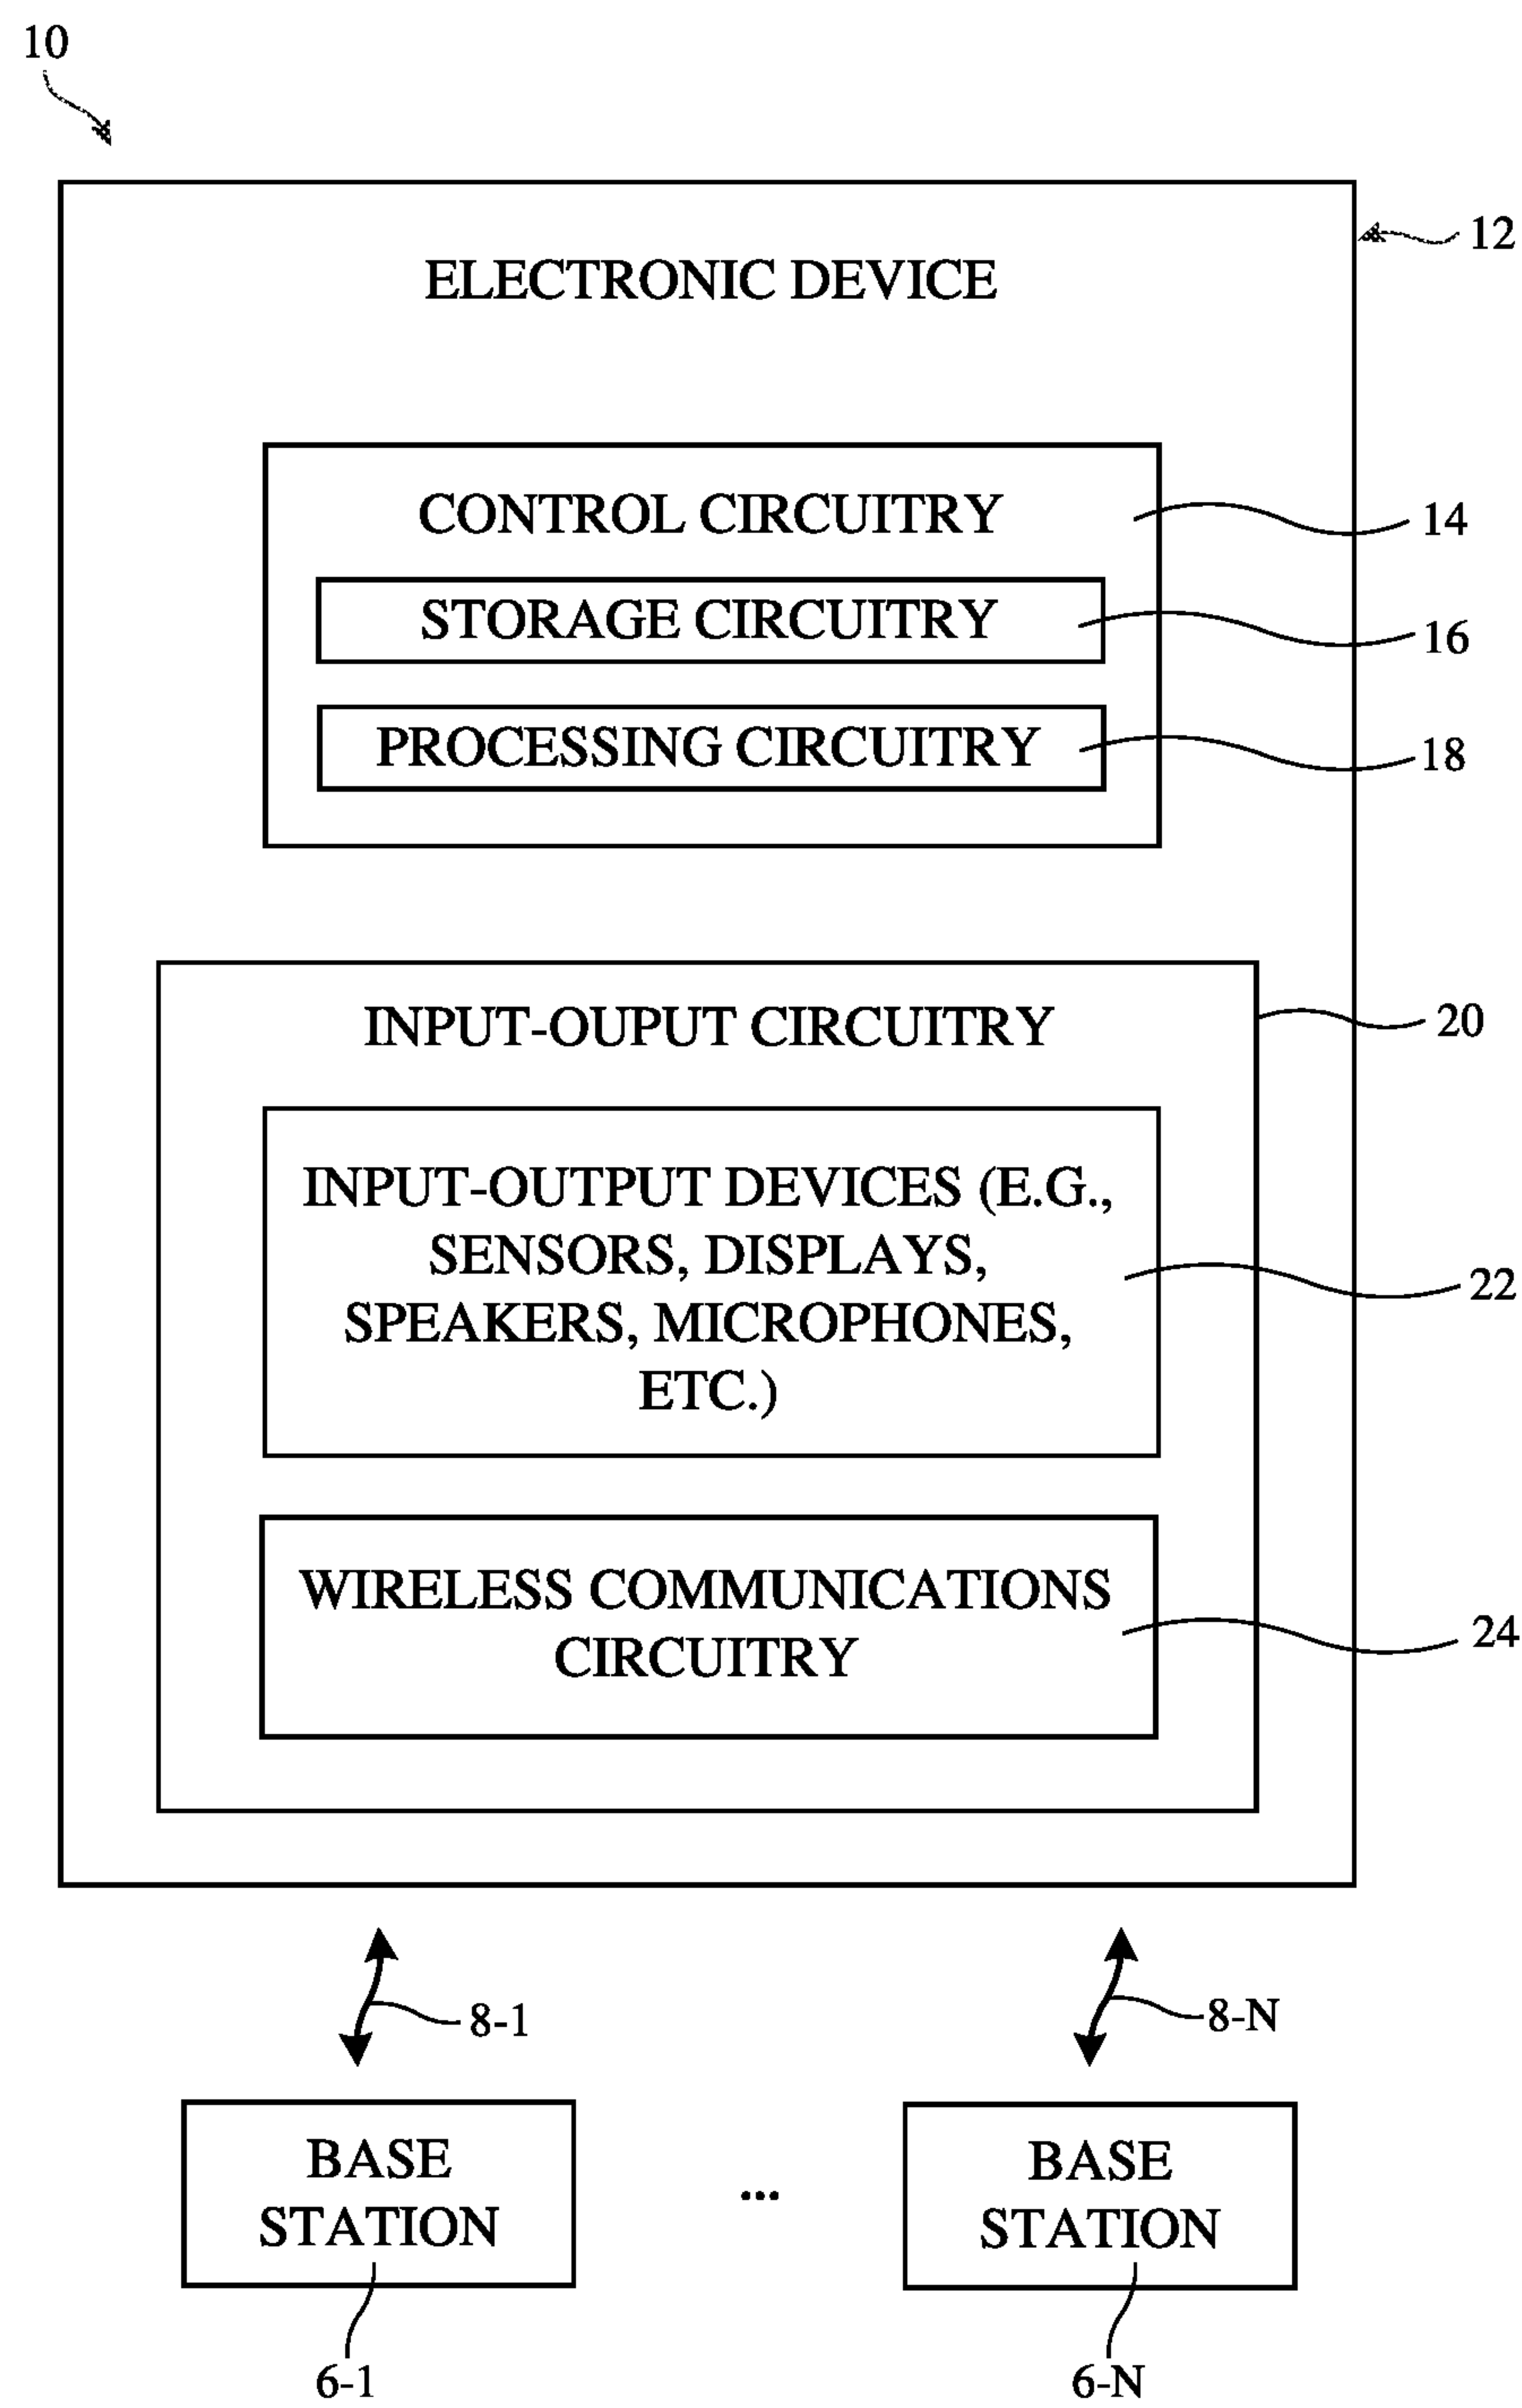 10
12
ELECTRONIC DEVICE
CONTROL CIRCUITRY
14
STORAGE CIRCUITRY
16
PROCESSING CIRCUITRY
18
INPUT-OUPUT CIRCUITRY
20
INPUT-OUTPUT DEVICES (E.G.,
SENSORS, DISPLAYS,
SPEAKERS, MICROPHONES,
ETC.)
22
WIRELESS COMMUNICATIONS
CIRCUITRY
24
8-1
8-N
BASE
STATION
...
BASE
STATION
6-1
6-N